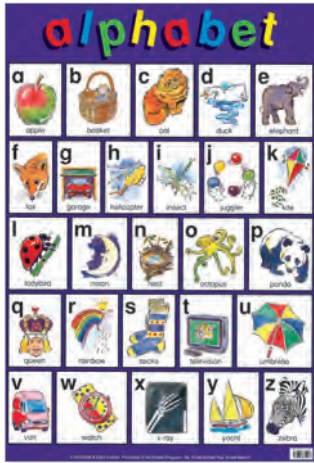 alphabet
a b c d e
apple basket cat duck elephant
f g h i j k
fox garage helicopter insect juggler kite
l m n o p
ladybird moon nest octopus panda
q r s t u
queen rainbow socks television umbrella
v w x y z
van watch x-ray yacht zebra